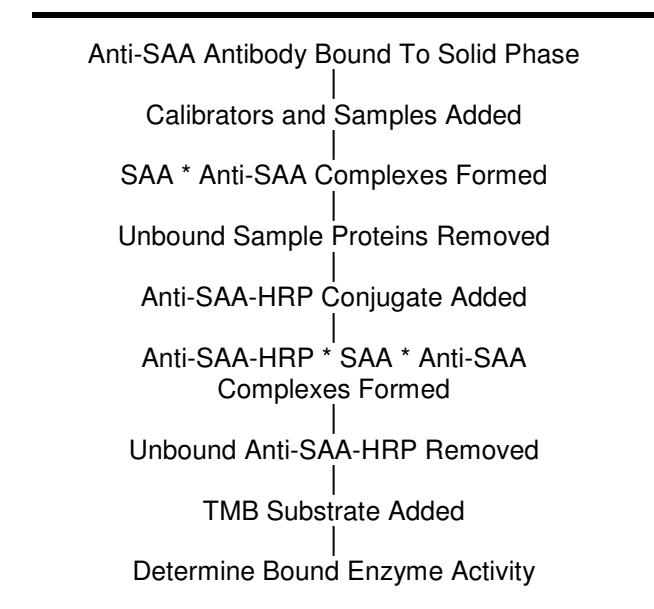 Anti-SAA Antibody Bound To Solid Phase
Calibrators and Samples Added
SAA * Anti-SAA Complexes Formed
Unbound Sample Proteins Removed
Anti-SAA-HRP Conjugate Added
Anti-SAA-HRP * SAA * Anti-SAA
Complexes Formed
Unbound Anti-SAA-HRP Removed
TMB Substrate Added
Determine Bound Enzyme Activity